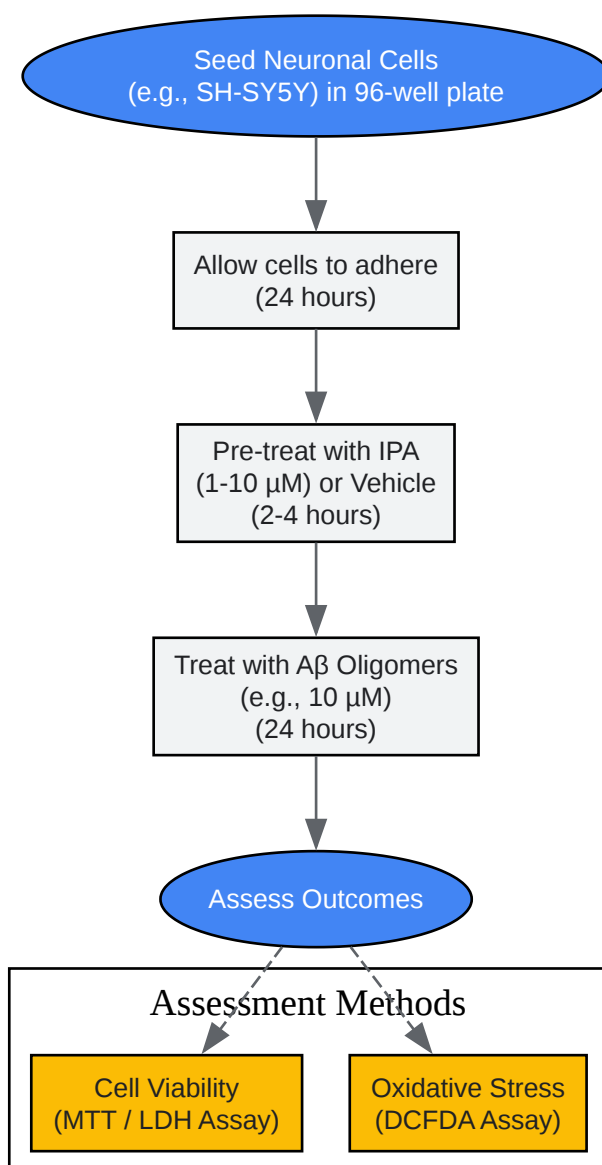 Seed Neuronal Cells
(e.g., SH-SY5Y) in 96-well plate
Allow cells to adhere
(24 hours)
Pre-treat with IPA
(1-10 µM) or Vehicle
(2-4 hours)
Treat with Aβ Oligomers
(e.g., 10 µM)
(24 hours)
Assess Outcomes
Assessment Methods
Cell Viability
(MTT / LDH Assay)
Oxidative Stress
(DCFDA Assay)